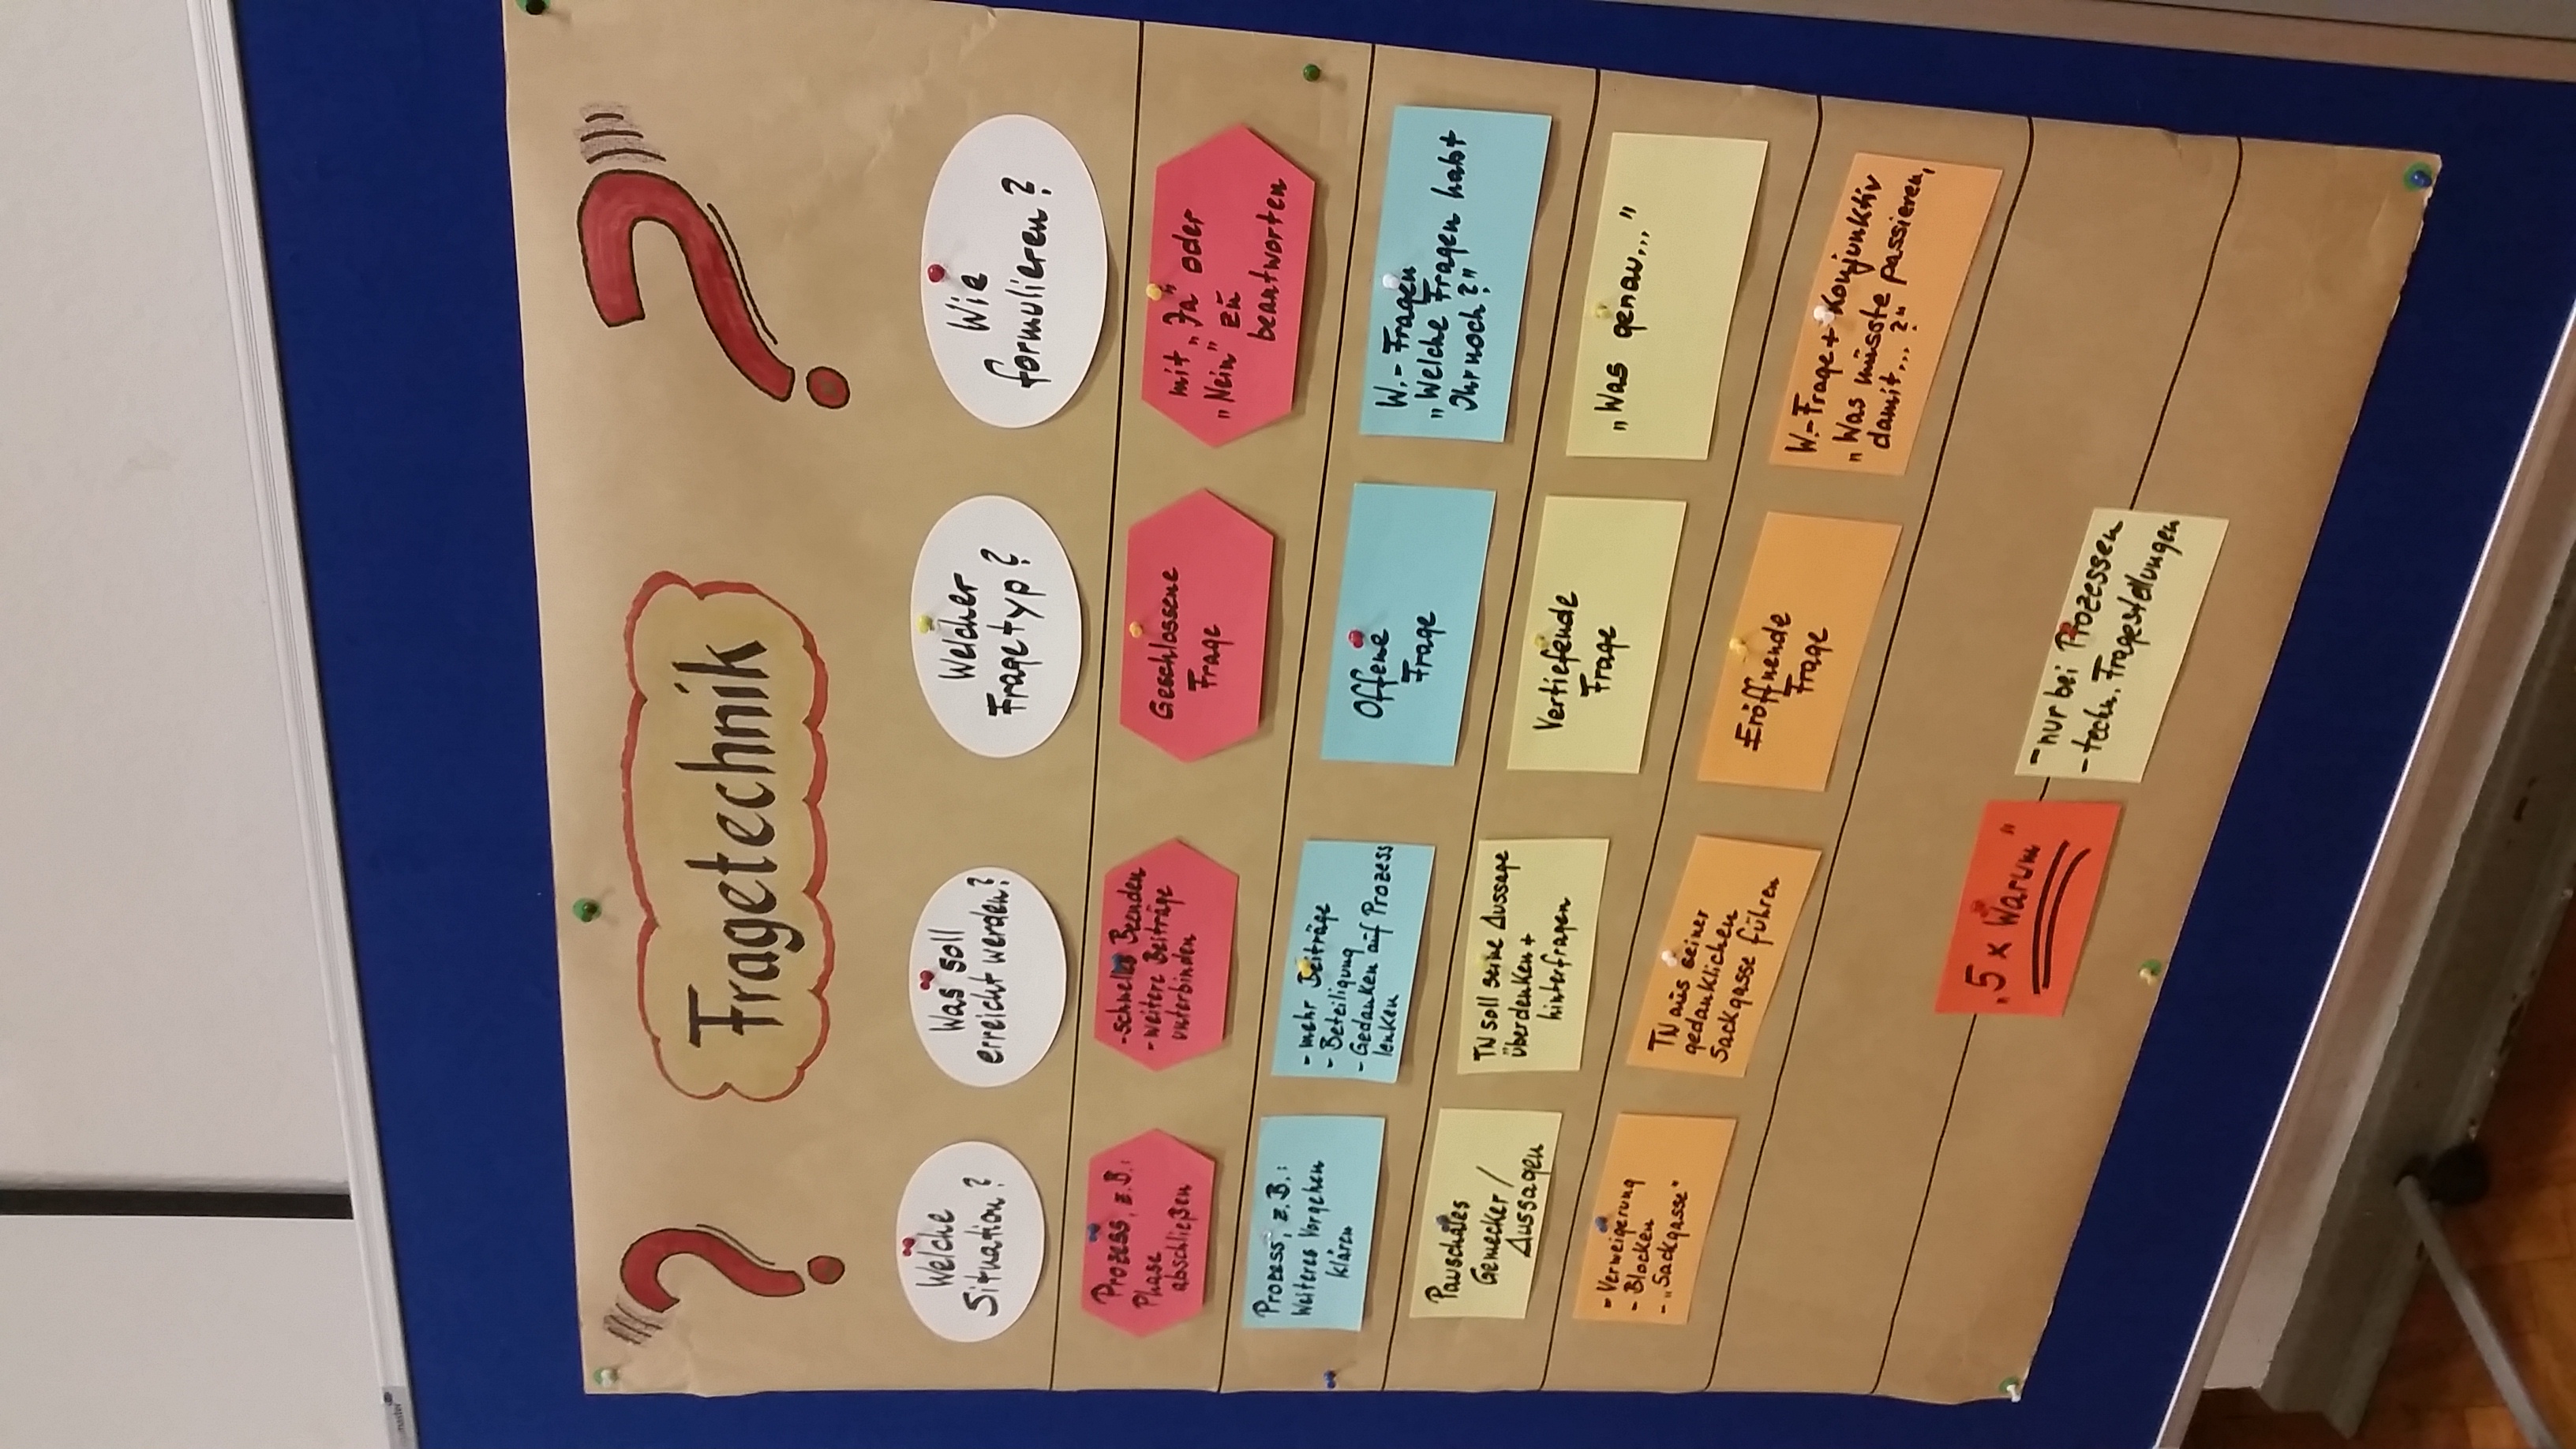 Fragetechnik
Welche
Situation?
Was soll
erreicht werden?
Welcher
Fragetyp?
Wie
formulieren?
Prozess, z.B.:
Phase
abschließen
- schnelles Beenden
- weitere Beiträge
unterbinden
Geschlossene
Frage
mit „Ja" oder
„Nein" zu
beantworten
Prozess, z.B.:
Weiteres Vorgehen
klären
- mehr Beiträge
- Beteiligung
- Gedanken auf Prozess
lenken
Offene
Frage
W.-Fragen
„Welche Fragen habt
Ihr noch?"
Pauschales
Gemecker/
Aussagen
TN soll seine Aussage
überdenken +
hinterfragen
Vertiefende
Frage
„Was genau..."
- Verweigerung
- Blocken
- „Sackgasse"
TN aus seiner
gedanklichen
Sackgasse führen
Eröffnende
Frage
W.-Frage + Konjunktiv
„Was müsste passieren,
damit...?"
„5 x Warum"
- nur bei Prozessen
- techn. Fragestellungen